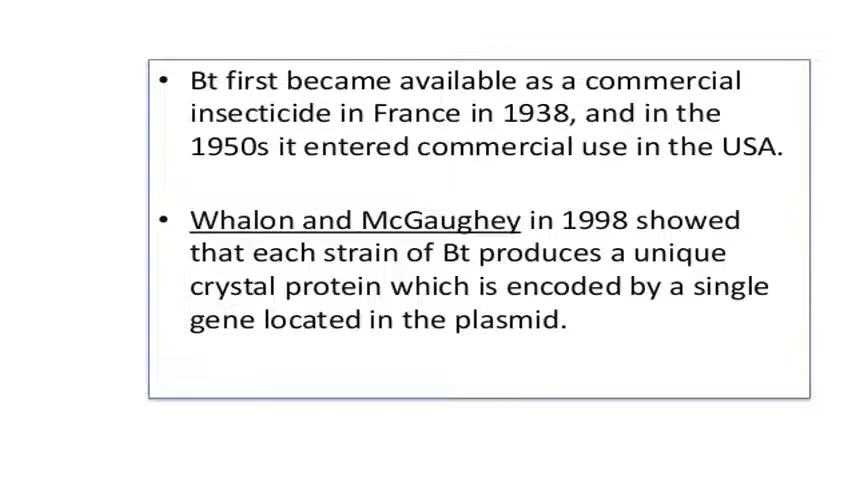 • Bt first became available as a commercial
insecticide in France in 1938, and in the
1950s it entered commercial use in the USA.
• Whalon and McGaughey in 1998 showed
that each strain of Bt produces a unique
crystal protein which is encoded by a single
gene located in the plasmid.